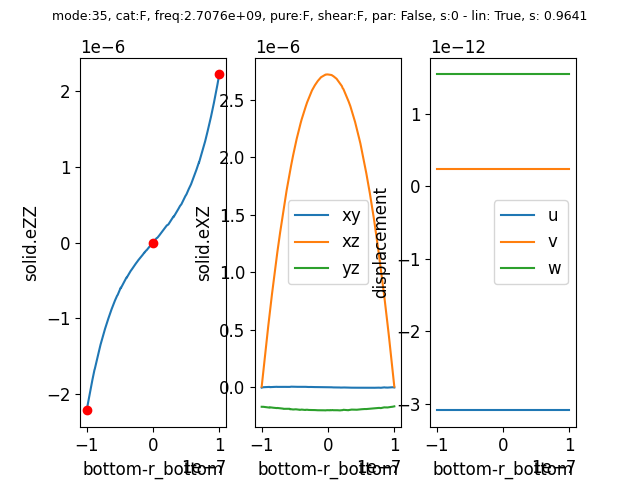 mode:35, cat:F, freq:2.7076e+09, pure:F, shear:F, par: False, s:0 - lin: True, s: 0.9641
1e−6
2
1
0
−1
−2
solid.eZZ
−1
0
1
1e−7
bottom-r_bottom
1e−6
2.5
2.0
1.5
1.0
0.5
0.0
solid.eXZ
xy
xz
yz
−1
0
1
1e−7
bottom-r_bottom
1e−12
1
0
−1
−2
−3
displacement
u
v
w
−1
0
1
1e−7
bottom-r_bottom